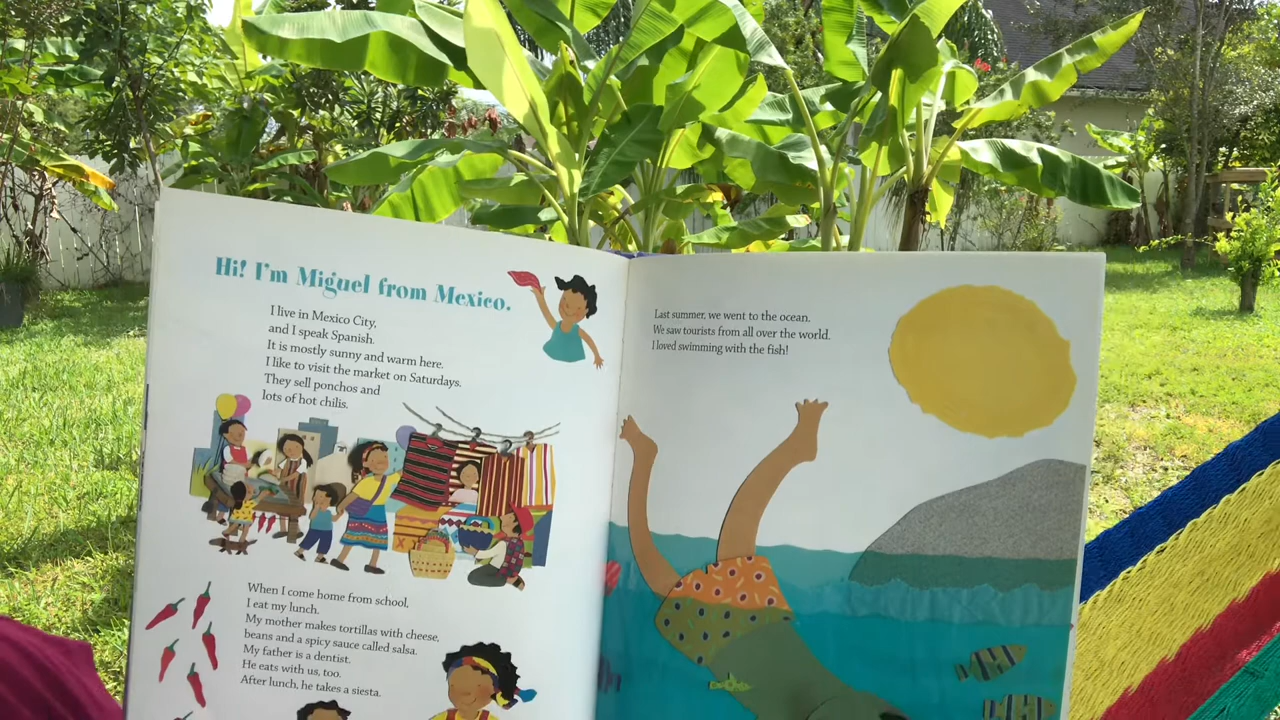 Hi! I'm Miguel from Mexico.
I live in Mexico City,
and I speak Spanish.
It is mostly sunny and warm here.
I like to visit the market on Saturdays.
They sell ponchos and
lots of hot chilis.
When I come home from school,
I eat my lunch.
My mother makes tortillas with cheese,
beans and a spicy sauce called salsa.
My father is a dentist.
He eats with us, too.
After lunch, he takes a siesta.
Last summer, we went to the ocean.
We saw tourists from all over the world.
I loved swimming with the fish!